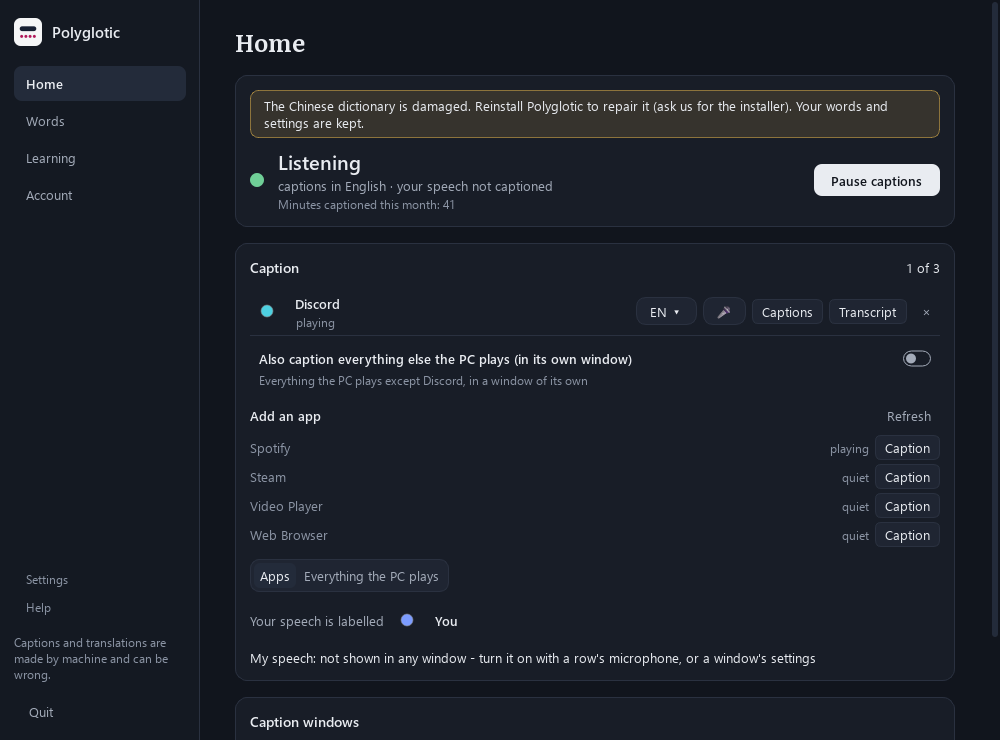 Polyglotic
Home
Words
Learning
Account
Settings
Help
Captions and translations are
made by machine and can be
wrong.
Quit
Home
The Chinese dictionary is damaged. Reinstall Polyglotic to repair it (ask us for the installer). Your words and
settings are kept.
Listening
captions in English · your speech not captioned
Minutes captioned this month: 41
Pause captions
Caption
1 of 3
Discord
playing
EN ▾
Captions
Transcript
×
Also caption everything else the PC plays (in its own window)
Everything the PC plays except Discord, in a window of its own
Add an app
Refresh
Spotify playing Caption
Steam quiet Caption
Video Player quiet Caption
Web Browser quiet Caption
Apps Everything the PC plays
Your speech is labelled You
My speech: not shown in any window - turn it on with a row's microphone, or a window's settings
Caption windows